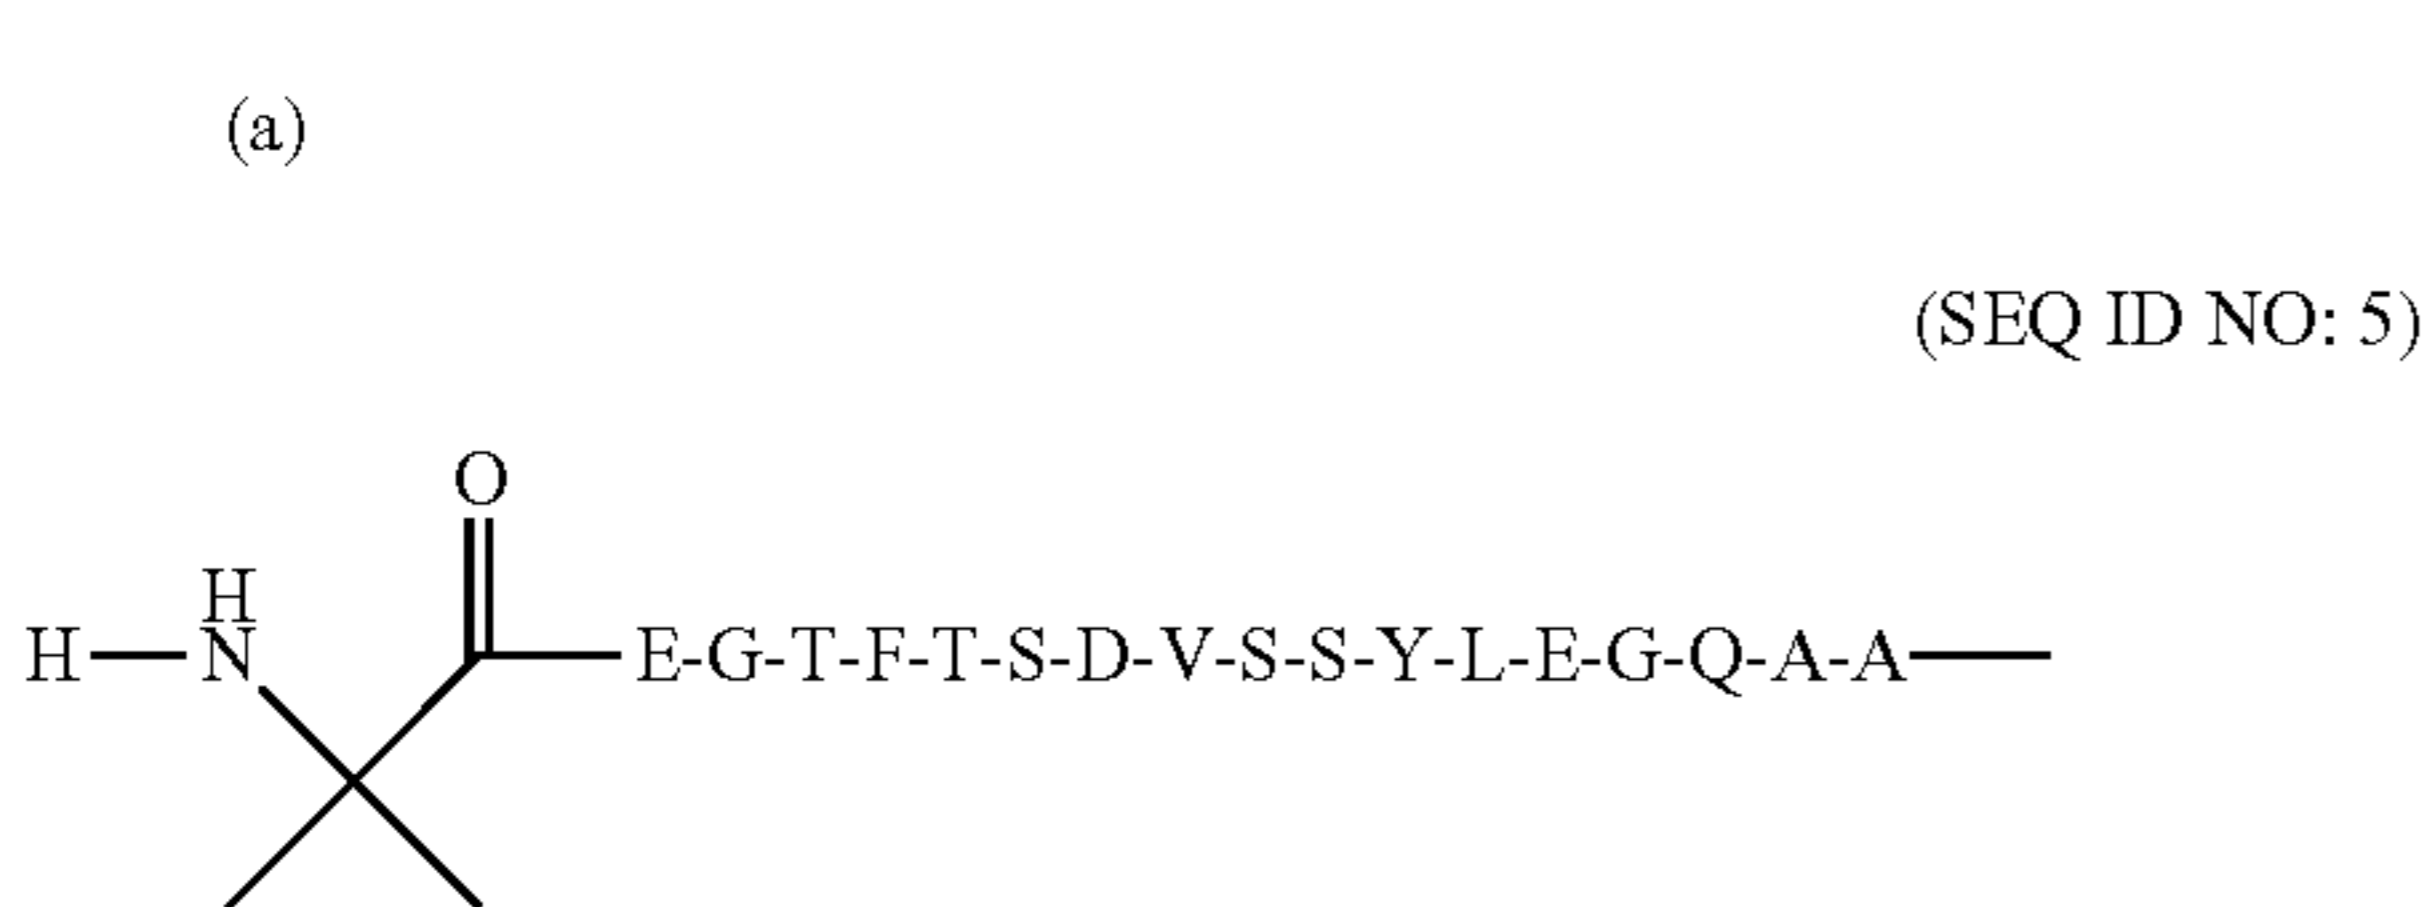 (a)
(SEQ ID NO: 5)
O
H
H N E-G-T-F-T-S-D-V-S-S-Y-L-E-G-Q-A-A